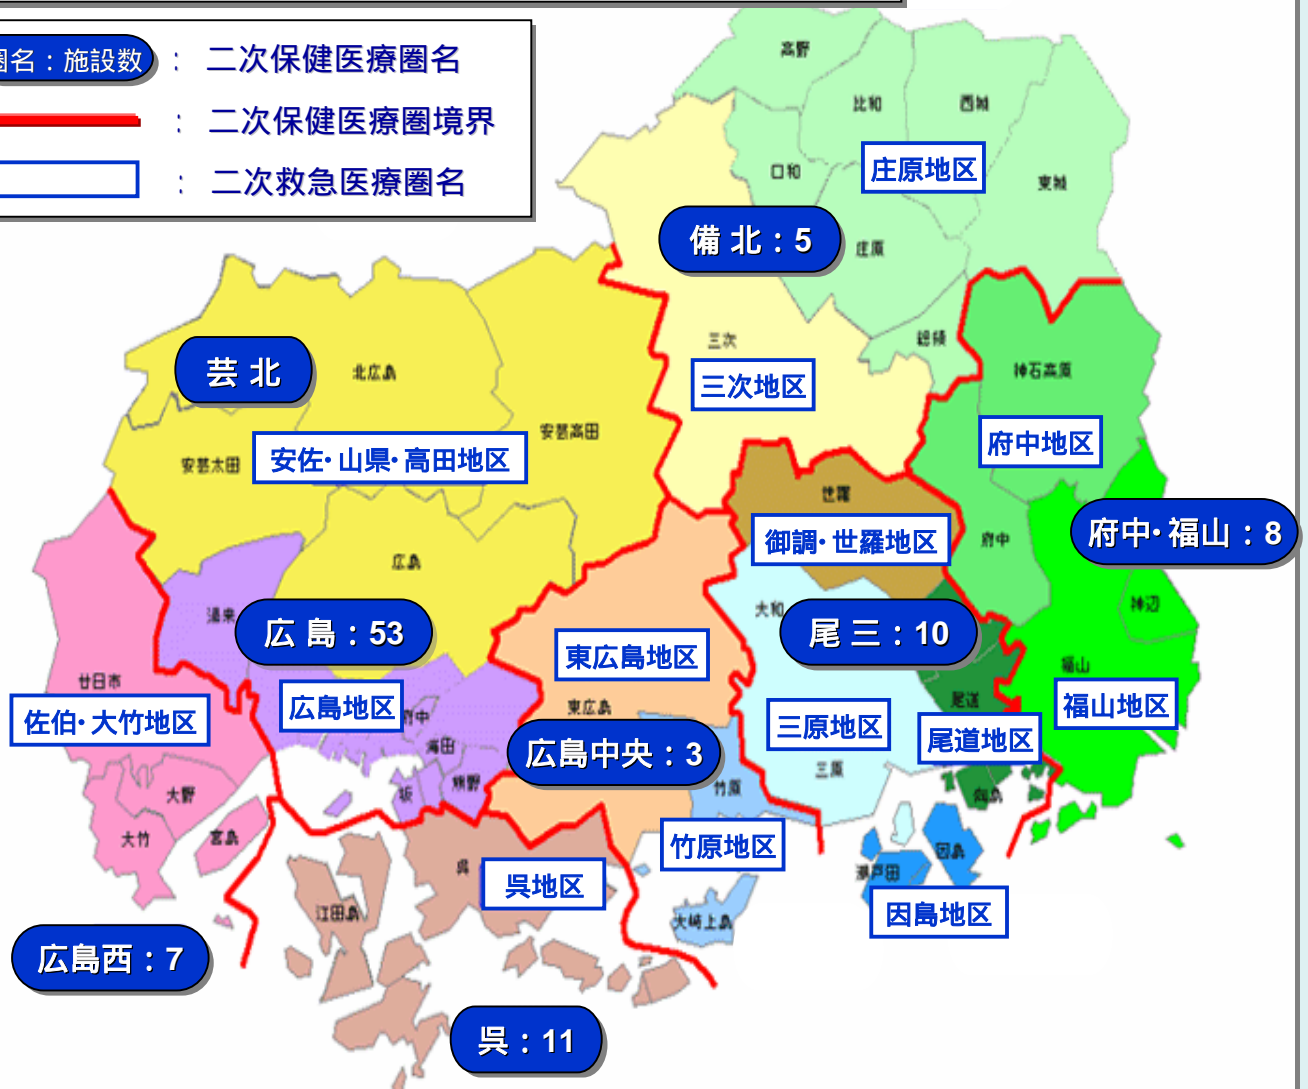 圏名：施設数 ： 二次保健医療圏名
： 二次保健医療圏境界
： 二次救急医療圏名
高野
比和
西城
口和
庄原地区
東城
備北：5
庄原
三次
総領
神石高原
三次地区
芸北
北広島
府中地区
安芸高田
安芸太田
安佐・山県・高田地区
世羅
御調・世羅地区
府中
府中・福山：8
広島
湯来
広島：53
大和
尾三：10
神辺
東広島地区
福山
廿日市
佐伯・大竹地区
広島地区
府中
東広島
尾道
福山地区
三原地区
尾道地区
海田
広島中央：3
熊野
坂
竹原
三原
向島
大野
大竹
宮島
竹原地区
因島
瀬戸田
呉
呉地区
因島地区
江田島
大崎上島
広島西：7
呉：11